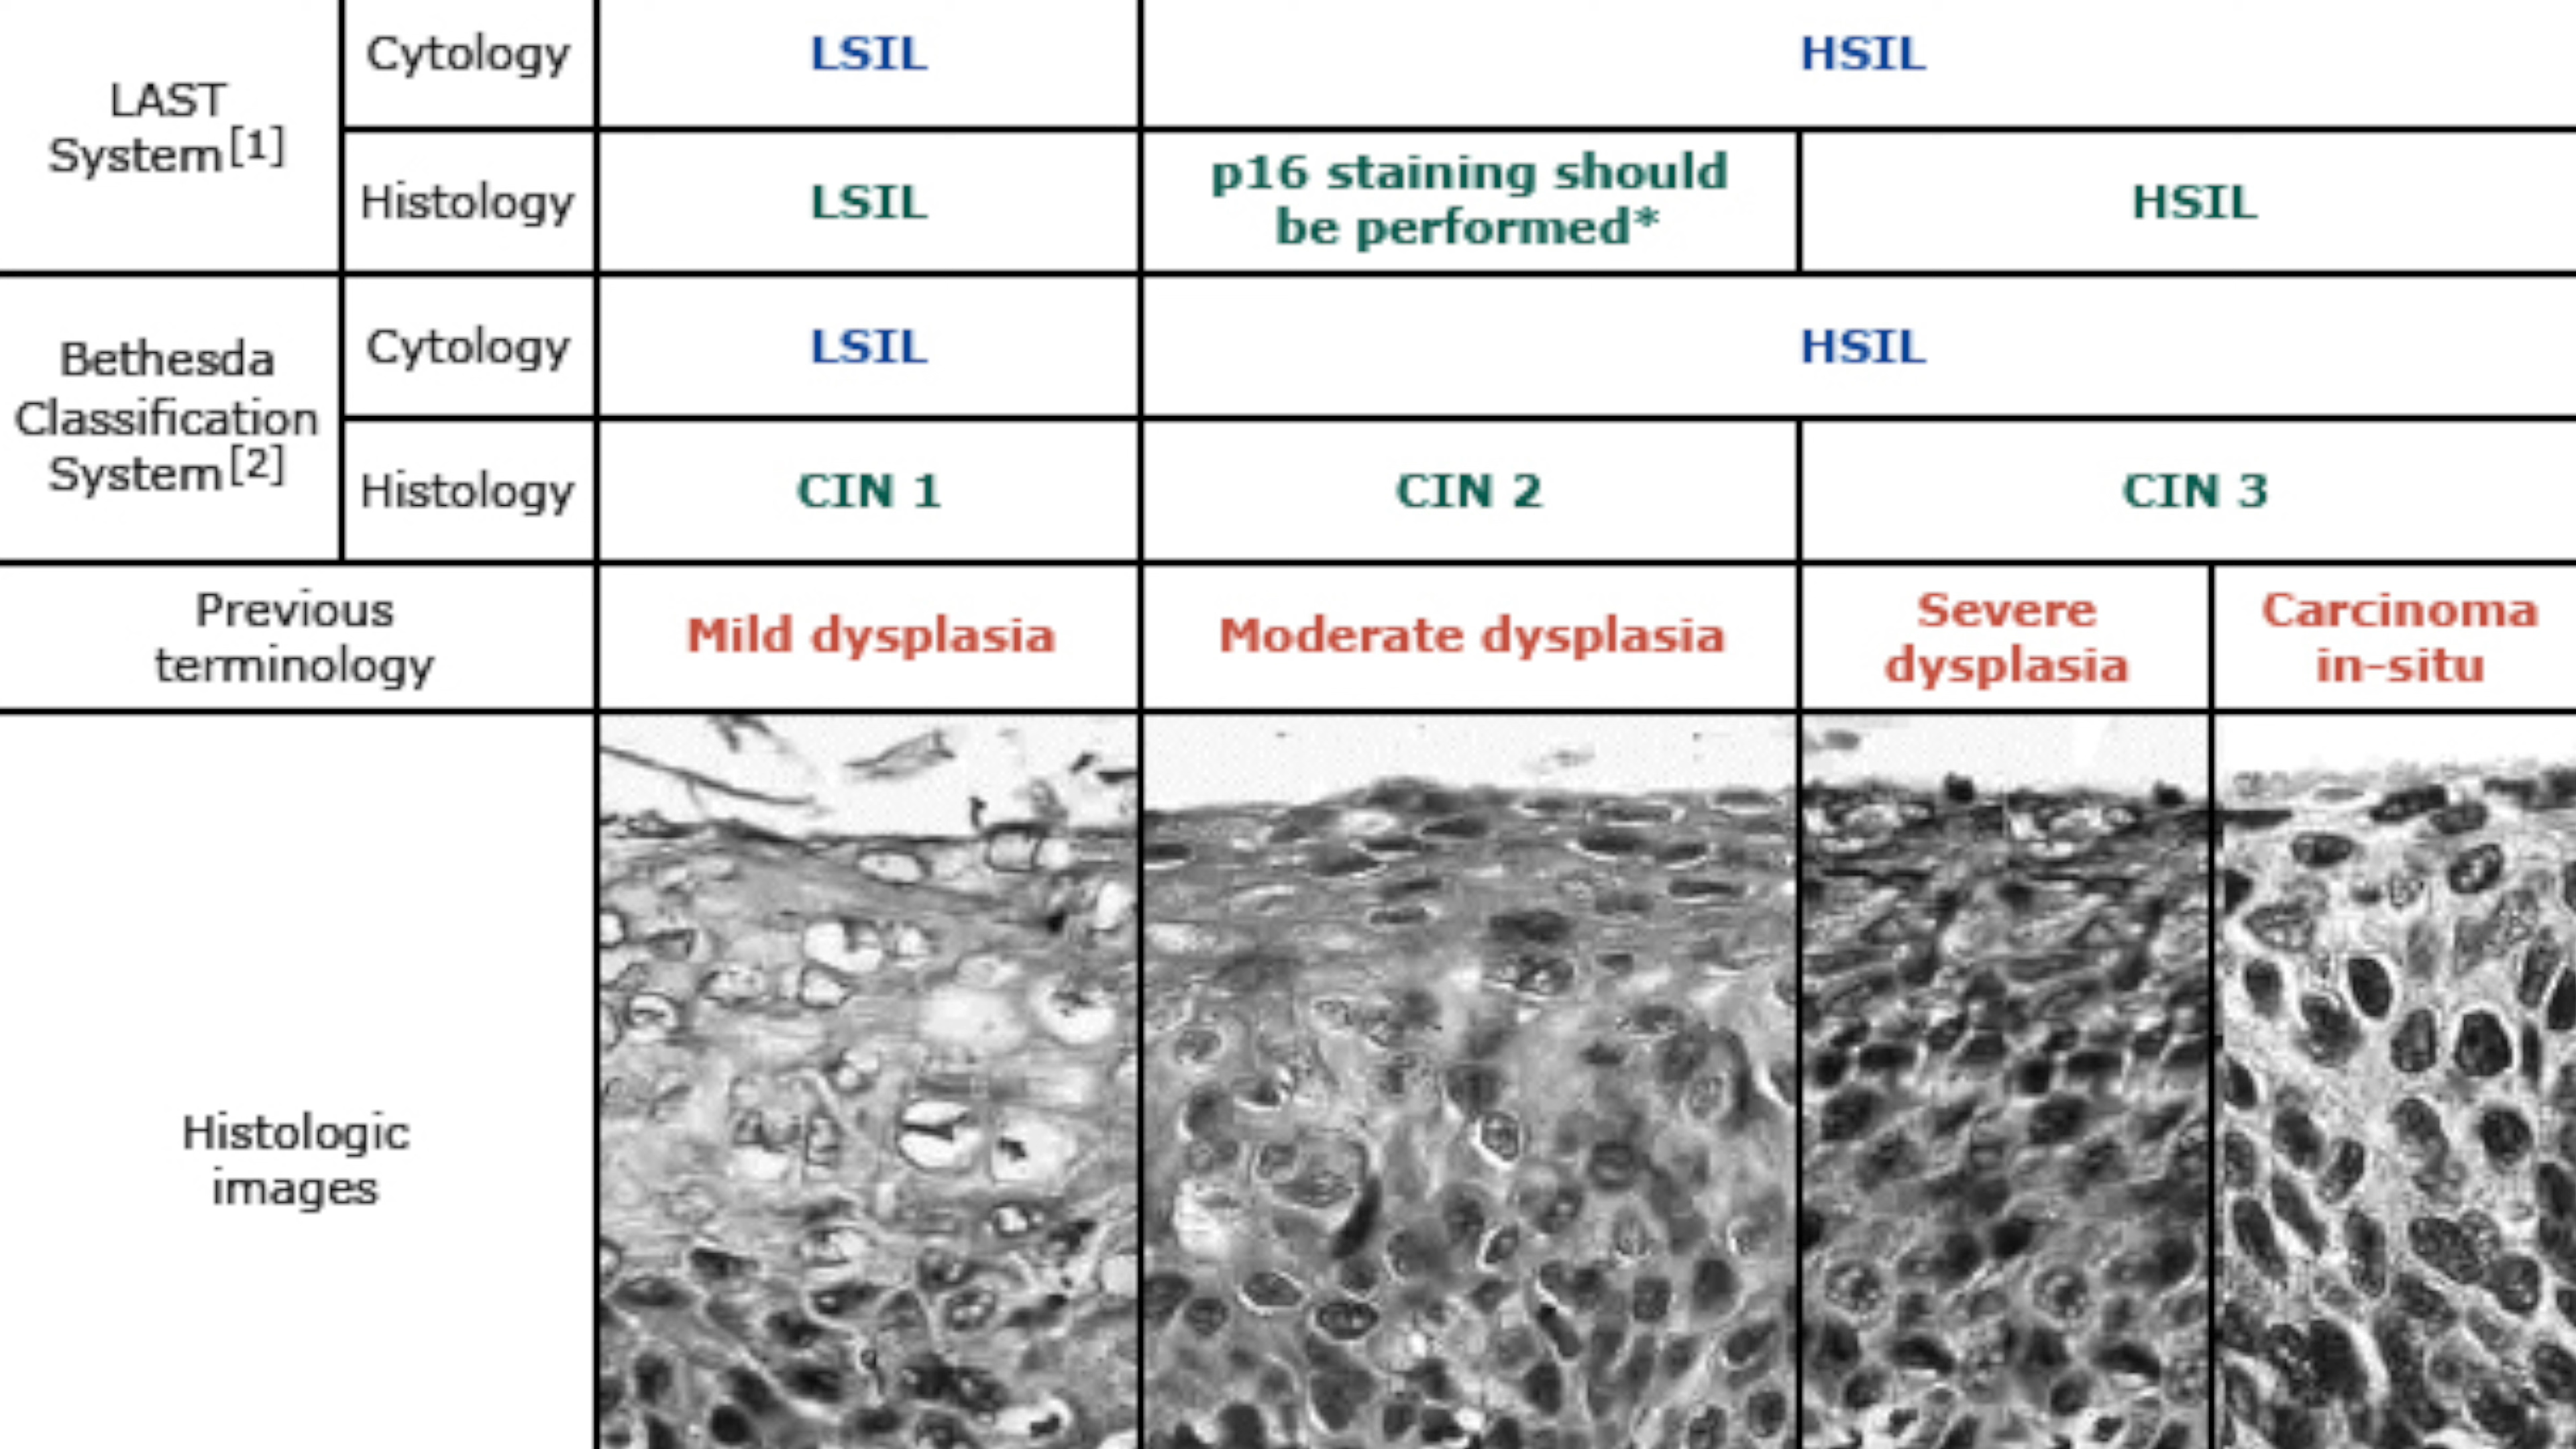 LAST
System[1]
Cytology
LSIL
HSIL
Histology
LSIL
p16 staining should
be performed*
HSIL
Bethesda
Classification
System[2]
Cytology
LSIL
HSIL
Histology
CIN 1
CIN 2
CIN 3
Previous
terminology
Mild dysplasia
Moderate dysplasia
Severe
dysplasia
Carcinoma
in-situ
Histologic
images